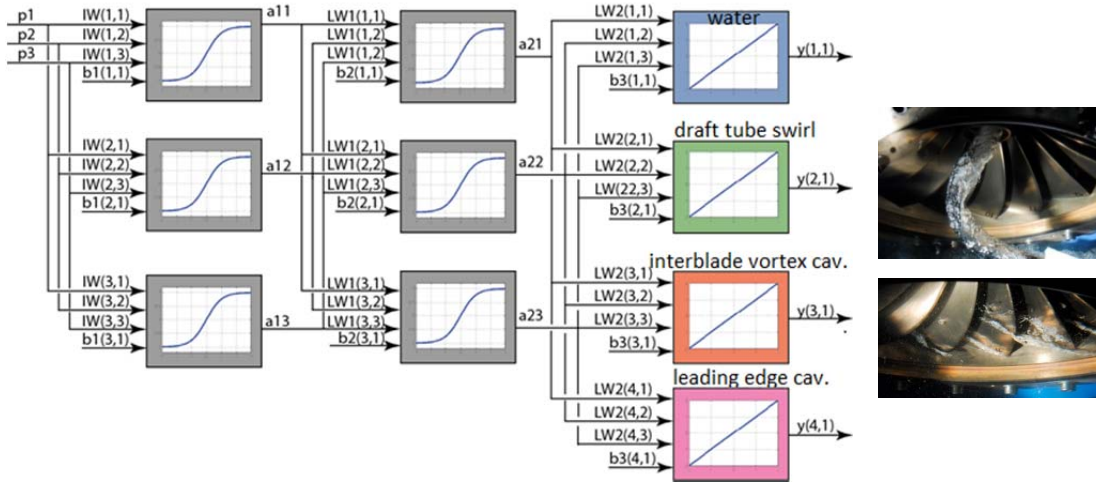 p1
p2
p3
IW(1,1)
IW(1,2)
IW(1,3)
b1(1,1)
a11
LW1(1,1)
LW1(1,2)
LW1(1,2)
b2(1,1)
a21
LW2(1,1)
LW2(1,2)
LW2(1,3)
b3(1,1)
water
y(1,1)
IW(2,1)
IW(2,2)
IW(2,3)
b1(2,1)
a12
LW1(2,1)
LW1(2,2)
LW1(2,3)
b2(2,1)
a22
draft tube swirl
LW2(2,1)
LW2(2,2)
LW(22,3)
b3(2,1)
y(2,1)
IW(3,1)
IW(3,2)
IW(3,3)
b1(3,1)
a13
LW1(3,1)
LW1(3,2)
LW1(3,3)
b2(3,1)
a23
interblade vortex cav.
LW2(3,1)
LW2(3,2)
LW2(3,3)
b3(3,1)
y(3,1)
leading edge cav.
LW2(4,1)
LW2(4,2)
LW2(4,3)
b3(4,1)
y(4,1)